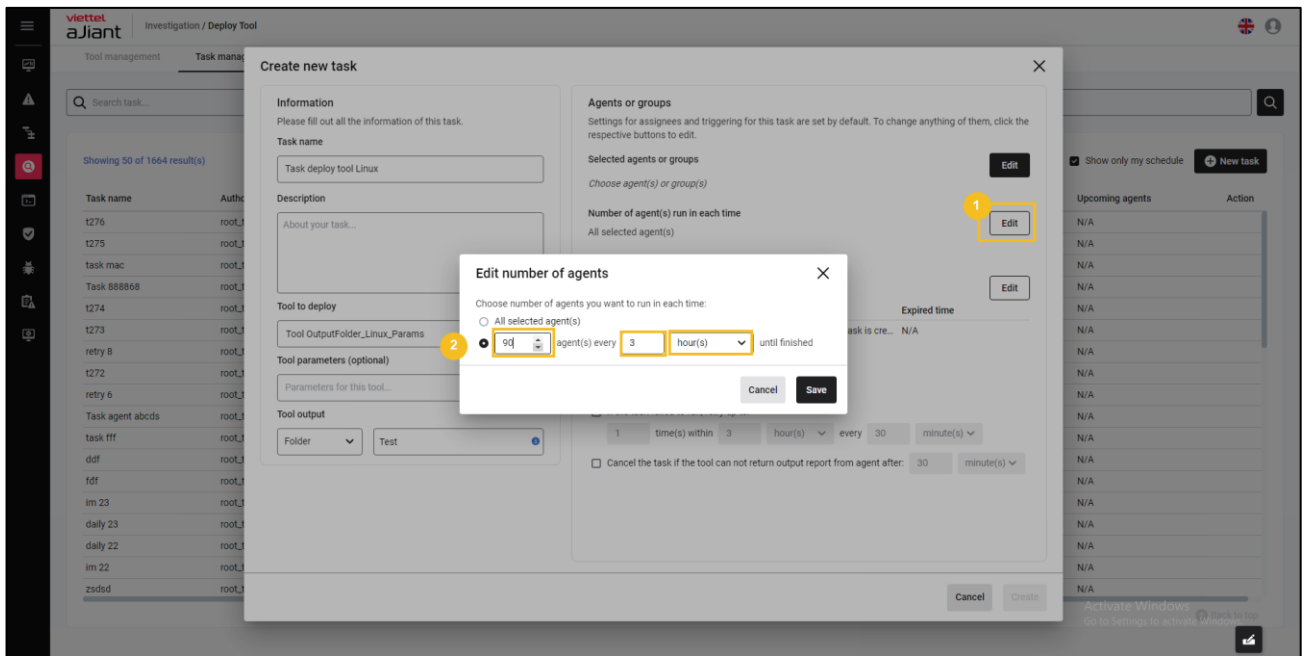 viettel
aJiant
Investigation / Deploy Tool
Tool management
Task manag
Search task...
Showing 50 of 1664 result(s)
Show only my schedule
New task
Task name
Autho
Upcoming agents
Action
t276
root_t
N/A
t275
root_t
N/A
task mac
root_t
N/A
Task 888868
root_t
N/A
t274
root_t
N/A
t273
root_t
N/A
retry 8
root_t
N/A
t272
root_t
N/A
retry 6
root_t
N/A
Task agent abcds
root_t
N/A
task fff
root_t
N/A
ddf
root_t
N/A
fdf
root_t
N/A
im 23
root_t
N/A
daily 23
root_t
N/A
daily 22
root_t
N/A
im 22
root_t
N/A
zsdsd
root_t
N/A
Create new task
Information
Please fill out all the information of this task.
Task name
Task deploy tool Linux
Description
About your task...
Tool to deploy
Tool OutputFolder_Linux_Params
Tool parameters (optional)
Parameters for this tool...
Tool output
Folder
Test
Agents or groups
Settings for assignees and triggering for this task are set by default. To change anything of them, click the
respective buttons to edit.
Selected agents or groups
Edit
Choose agent(s) or group(s)
Number of agent(s) run in each time
1
Edit
All selected agent(s)
Edit
Expired time
ask is cre... N/A
1 time(s) within 3 hour(s) every 30 minute(s)
Cancel the task if the tool can not return output report from agent after: 30 minute(s)
Cancel
Create
Edit number of agents
Choose number of agents you want to run in each time:
All selected agent(s)
2
90 agent(s) every 3 hour(s) until finished
Cancel
Save
Activate Windows
Go to Settings to activate Windows.
Back to top